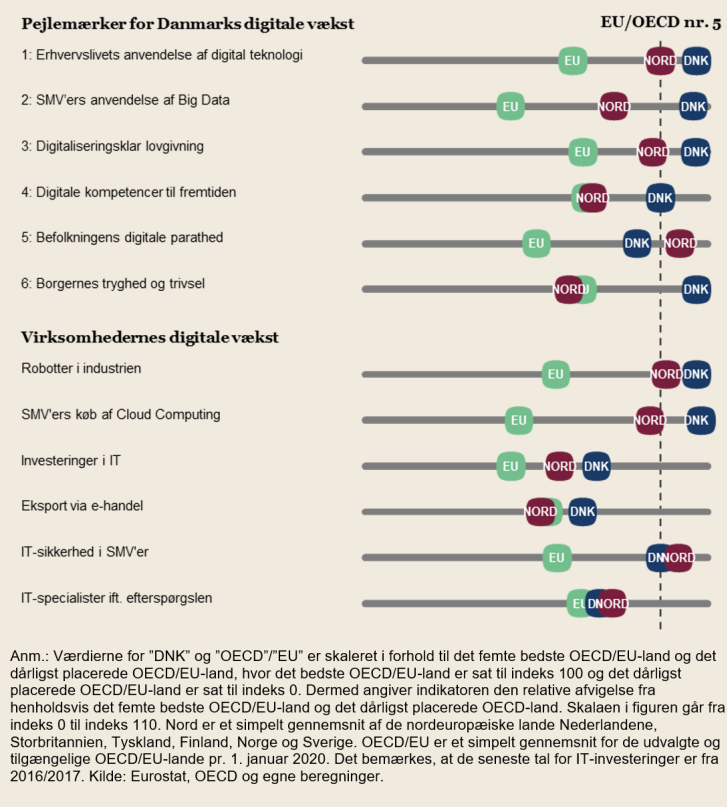 Pejlemærker for Danmarks digitale vækst EU/OECD nr. 5
1: Erhvervslivets anvendelse af digital teknologi EU NORD DNK
2: SMV'ers anvendelse af Big Data EU NORD DNK
3: Digitaliseringsklar lovgivning EU NORD DNK
4: Digitale kompetencer til fremtiden NORD DNK
5: Befolkningens digitale parathed EU DNK NORD
6: Borgernes tryghed og trivsel NORD U DNK
Virksomhedernes digitale vækst
Robotter i industrien EU NORD DNK
SMV'ers køb af Cloud Computing EU NORD DNK
Investeringer i IT EU NORD DNK
Eksport via e-handel NORD DNK
IT-sikkerhed i SMV'er EU DN NORD
IT-specialister ift. efterspørgslen EU D NORD
Anm.: Værdierne for ”DNK” og ”OECD”/”EU” er skaleret i forhold til det femte bedste OECD/EU-land og det
dårligst placerede OECD/EU-land, hvor det bedste OECD/EU-land er sat til indeks 100 og det dårligst
placerede OECD/EU-land er sat til indeks 0. Dermed angiver indikatoren den relative afvigelse fra
henholdsvis det femte bedste OECD/EU-land og det dårligst placerede OECD-land. Skalaen i figuren går fra
indeks 0 til indeks 110. Nord er et simpelt gennemsnit af de nordeuropæiske lande Nederlandene,
Storbritannien, Tyskland, Finland, Norge og Sverige. OECD/EU er et simpelt gennemsnit for de udvalgte og
tilgængelige OECD/EU-lande pr. 1. januar 2020. Det bemærkes, at de seneste tal for IT-investeringer er fra
2016/2017. Kilde: Eurostat, OECD og egne beregninger.